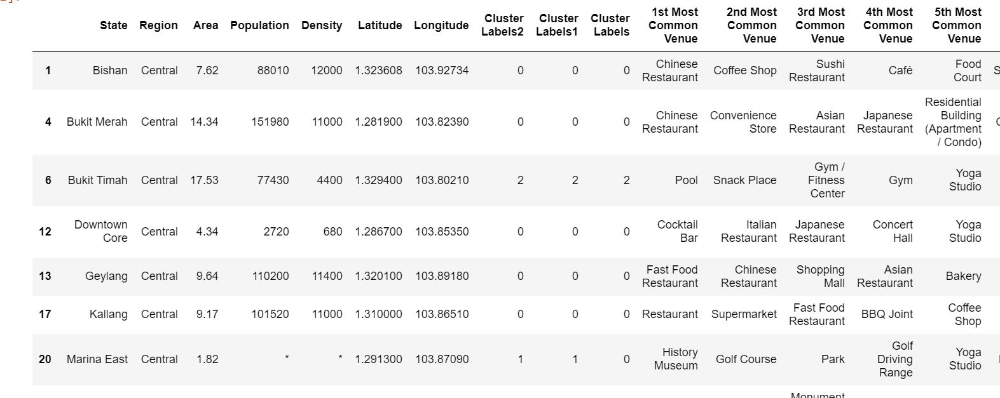 State Region Area Population Density Latitude Longitude Cluster Labels2 Cluster Labels1 Cluster Labels 1st Most Common Venue 2nd Most Common Venue 3rd Most Common Venue 4th Most Common Venue 5th Most Common Venue
1 Bishan Central 7.62 88010 12000 1.323608 103.92734 0 0 0 Chinese Restaurant Coffee Shop Sushi Restaurant Café Food Court
4 Bukit Merah Central 14.34 151980 11000 1.281900 103.82390 0 0 0 Chinese Restaurant Convenience Store Asian Restaurant Japanese Restaurant Residential Building (Apartment / Condo)
6 Bukit Timah Central 17.53 77430 4400 1.329400 103.80210 2 2 2 Pool Snack Place Gym / Fitness Center Gym Yoga Studio
12 Downtown Core Central 4.34 2720 680 1.286700 103.85350 0 0 0 Cocktail Bar Italian Restaurant Japanese Restaurant Concert Hall Yoga Studio
13 Geylang Central 9.64 110200 11400 1.320100 103.89180 0 0 0 Fast Food Restaurant Chinese Restaurant Shopping Mall Asian Restaurant Bakery
17 Kallang Central 9.17 101520 11000 1.310000 103.86510 0 0 0 Restaurant Supermarket Fast Food Restaurant BBQ Joint Coffee Shop
20 Marina East Central 1.82 * * 1.291300 103.87090 1 1 0 History Museum Golf Course Park Golf Driving Range Yoga Studio
Monument